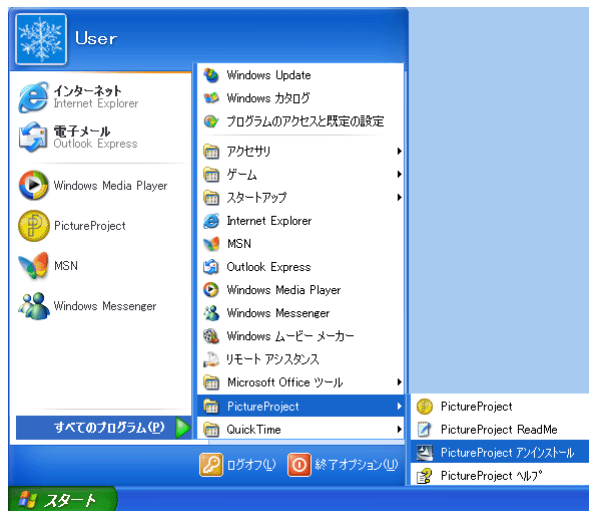 User
インターネット
Internet Explorer
電子メール
Outlook Express
Windows Media Player
PictureProject
MSN
Windows Messenger
すべてのプログラム(P)
Windows Update
Windows カタログ
プログラムのアクセスと既定の設定
アクセサリ
ゲーム
スタートアップ
Internet Explorer
MSN
Outlook Express
Windows Media Player
Windows Messenger
Windows ムービー メーカー
リモート アシスタンス
Microsoft Office ツール
PictureProject
QuickTime
PictureProject
PictureProject ReadMe
PictureProject アンインストール
PictureProject ヘルプ
ログオフ(L)
終了オプション(U)
スタート